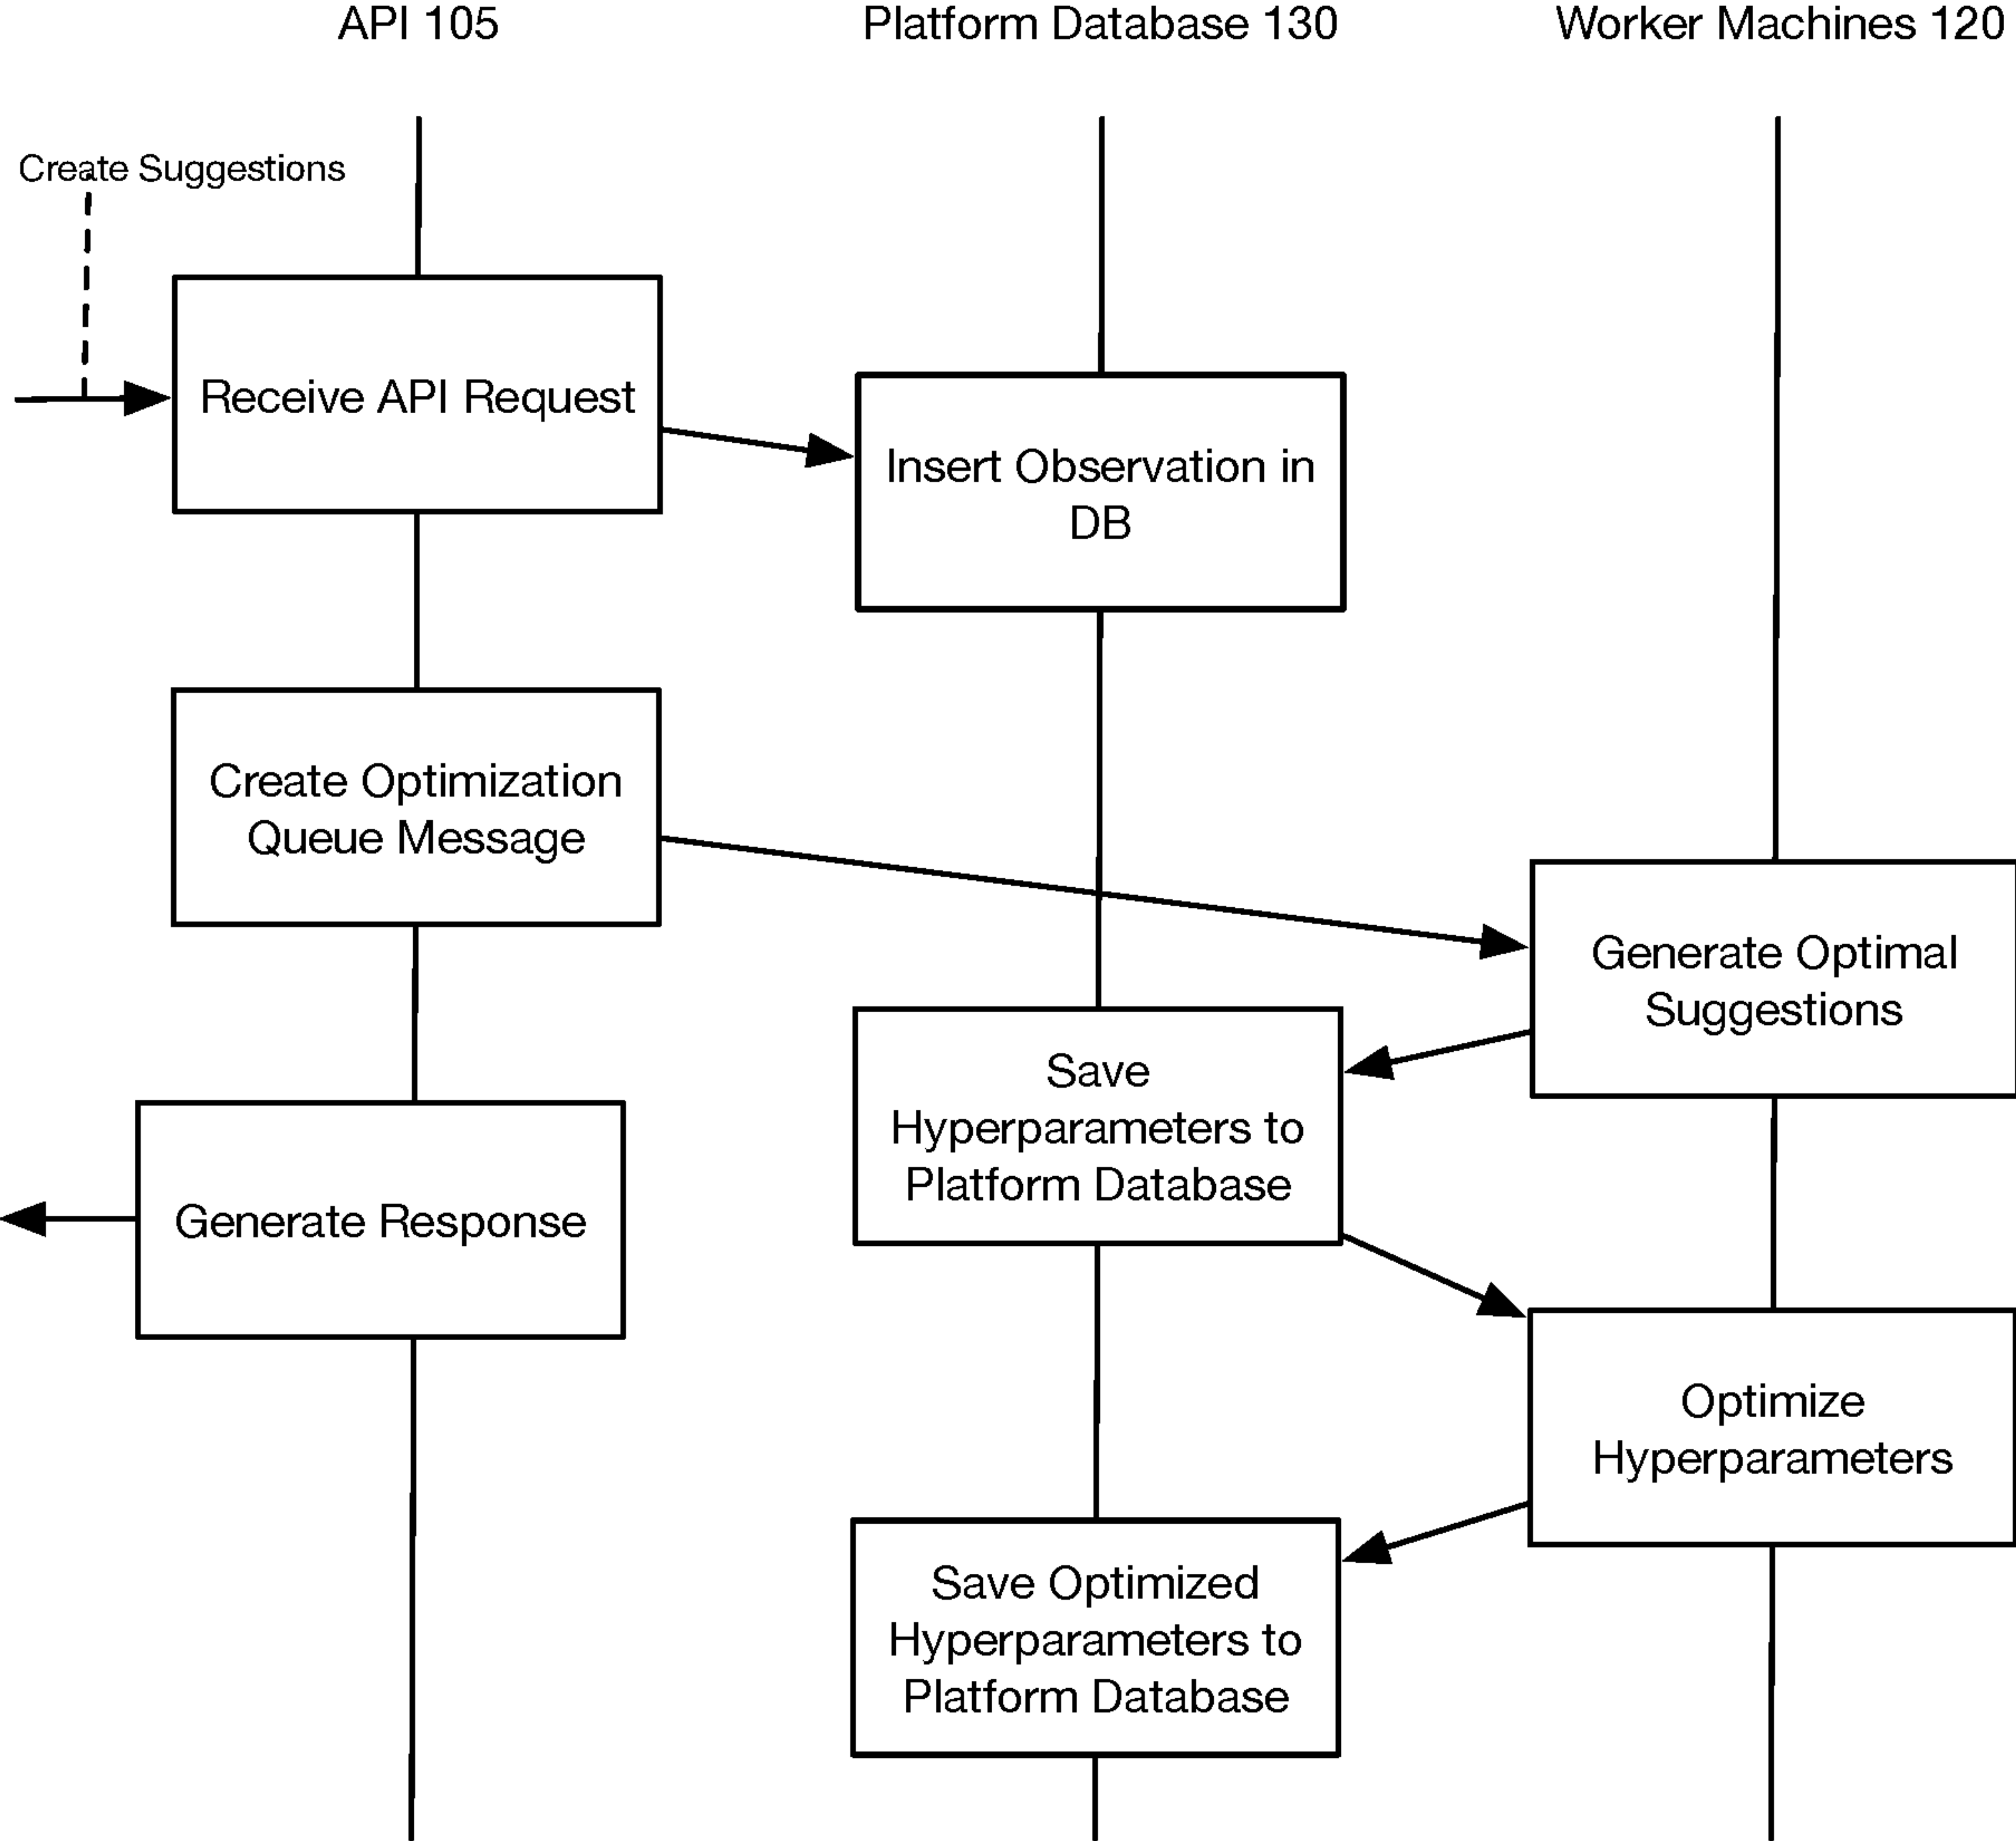 API 105
Platform Database 130
Worker Machines 120
Create Suggestions
Receive API Request
Insert Observation in
DB
Create Optimization
Queue Message
Generate Optimal
Suggestions
Save
Hyperparameters to
Platform Database
Generate Response
Optimize
Hyperparameters
Save Optimized
Hyperparameters to
Platform Database